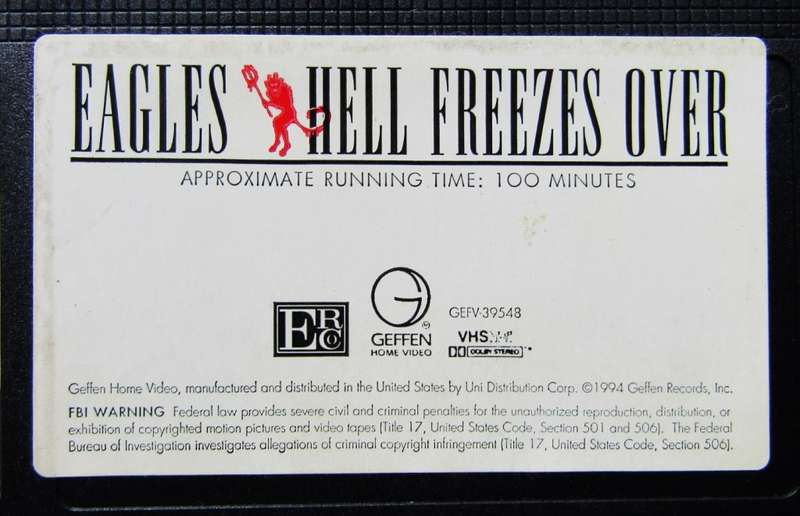 EAGLES HELL FREEZES OVER
APPROXIMATE RUNNING TIME: 100 MINUTES
ERC
G
GEFFEN
HOME VIDEO
GEFV-39548
VHS
DOLBY STEREO
Geffen Home Video, manufactured and distributed in the United States by Uni Distribution Corp. ©1994 Geffen Records, Inc.
FBI WARNING Federal law provides severe civil and criminal penalties for the unauthorized reproduction, distribution, or
exhibition of copyrighted motion pictures and video tapes (Title 17, United States Code, Section 501 and 506). The Federal
Bureau of Investigation investigates allegations of criminal copyright infringement (Title 17, United States Code, Section 506).